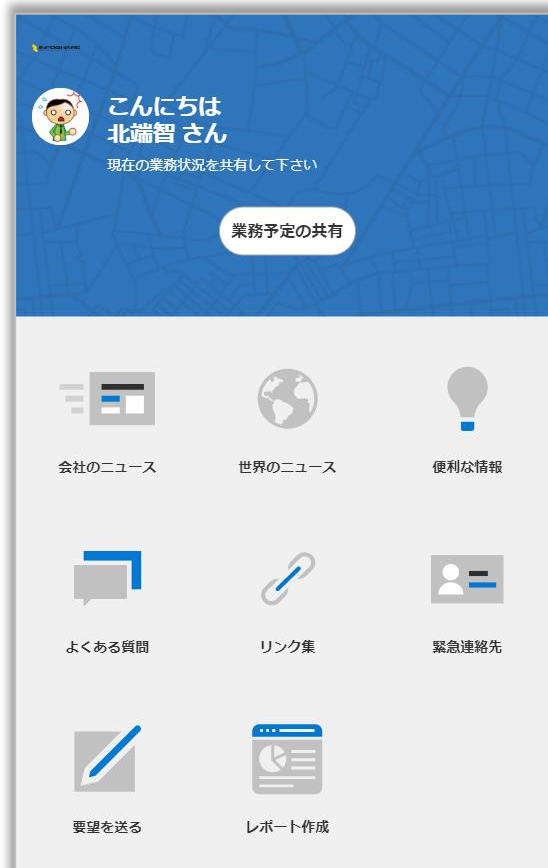 INFOSHARE
こんにちは
北端智 さん
現在の業務状況を共有して下さい
業務予定の共有
会社のニュース
世界のニュース
便利な情報
よくある質問
リンク集
緊急連絡先
要望を送る
レポート作成